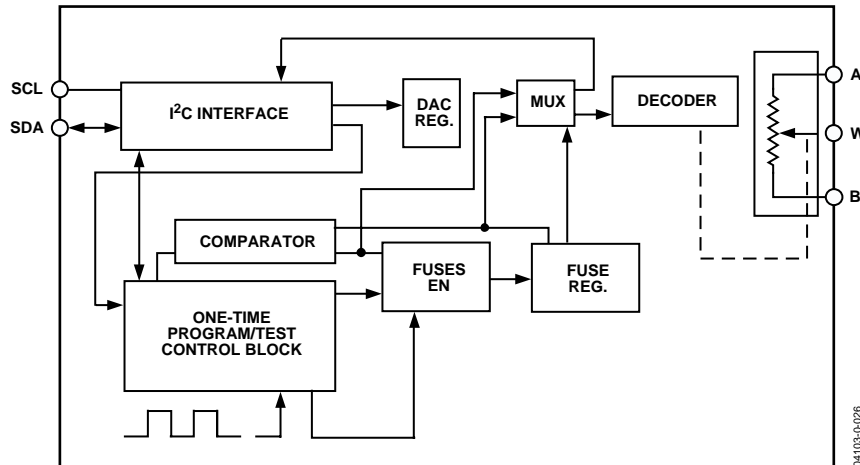 SCL
SDA
I²C INTERFACE
DAC
REG.
MUX
DECODER
A
W
B
COMPARATOR
FUSES
EN
FUSE
REG.
ONE-TIME
PROGRAM/TEST
CONTROL BLOCK
04103-0-026